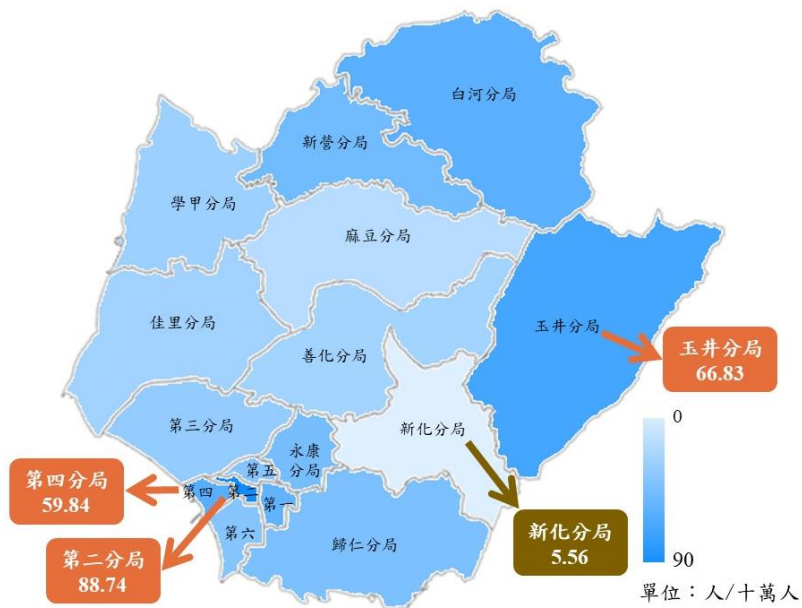 白河分局
新營分局
學甲分局
麻豆分局
佳里分局
玉井分局
善化分局
玉井分局
66.83
第三分局
新化分局
永康
分局
0
第五
第四分局
59.84
第四
第二
第一
第六
歸仁分局
新化分局
5.56
第二分局
88.74
90
單位：人/十萬人